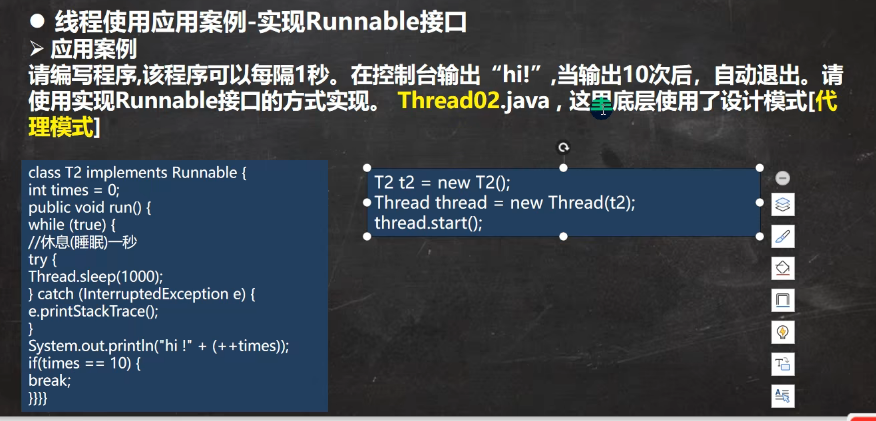 ● 线程使用应用案例-实现Runnable接口
➢ 应用案例
请编写程序,该程序可以每隔1秒。在控制台输出“hi!”,当输出10次后，自动退出。请
使用实现Runnable接口的方式实现。 Thread02.java , 这里底层使用了设计模式[代
理模式]
class T2 implements Runnable {
int times = 0;
public void run() {
while (true) {
//休息(睡眠)一秒
try {
Thread.sleep(1000);
} catch (InterruptedException e) {
e.printStackTrace();
}
System.out.println("hi !" + (++times));
if(times == 10) {
break;
}}}}
T2 t2 = new T2();
Thread thread = new Thread(t2);
thread.start();